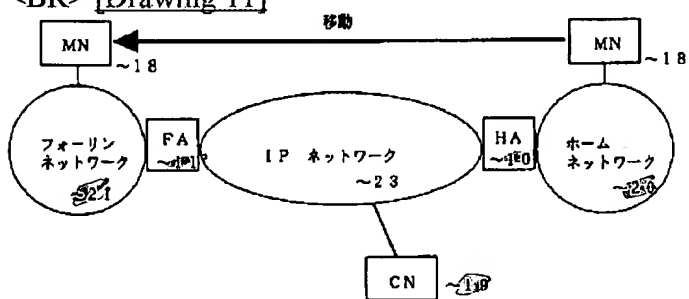 <BR> [Drawing 11]
移動
MN
~18
MN
~18
フォーリン
ネットワーク
FA
IP ネットワーク
~23
HA
ホーム
ネットワーク
CN